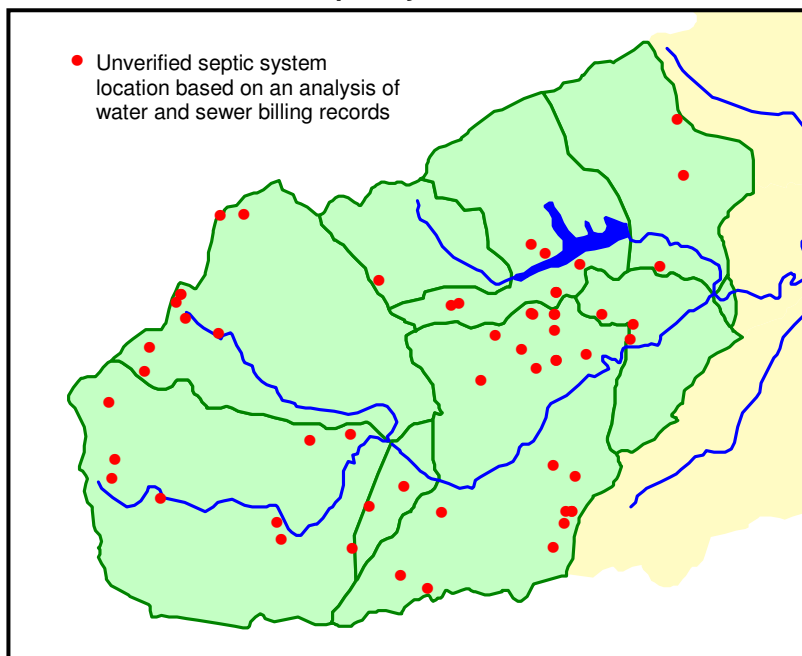 Unverified septic system
location based on an analysis of
water and sewer billing records